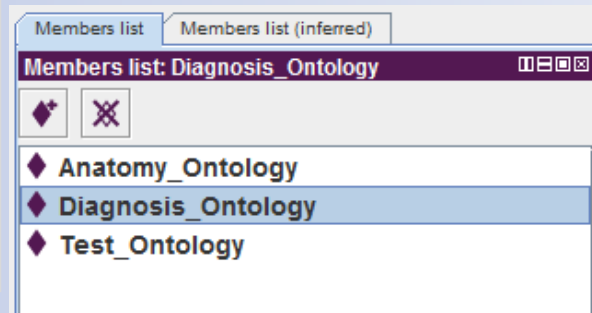 Members list Members list (inferred)
Members list: Diagnosis_Ontology
Anatomy_Ontology
Diagnosis_Ontology
Test_Ontology